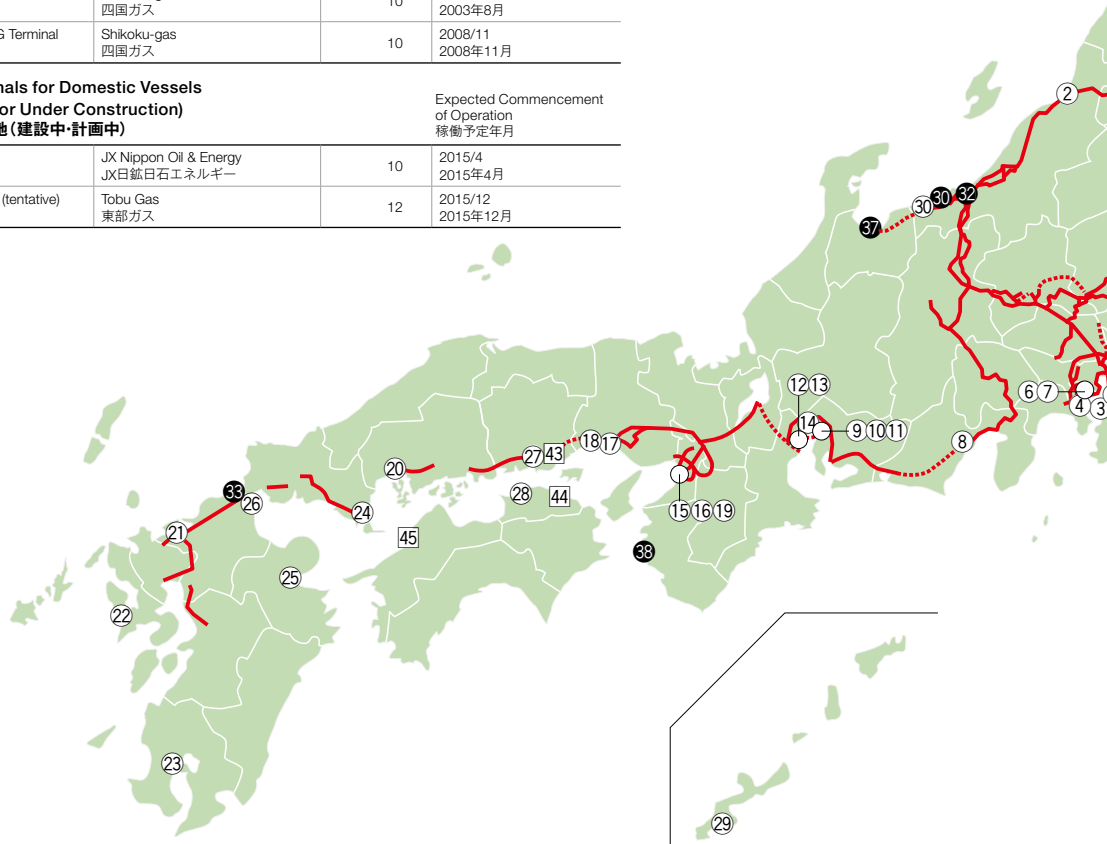 10
四国ガス
2003年8月
G Terminal
Shikoku-gas
四国ガス
10
2008/11
2008年11月
nals for Domestic Vessels
or Under Construction)
地（建設中・計画中）
Expected Commencement
of Operation
稼働予定年月
JX Nippon Oil & Energy
JX日鉱日石エネルギー
10
2015/4
2015年4月
(tentative)
Tobu Gas
東部ガス
12
2015/12
2015年12月
2
30
30
32
37
12 13
6 7
14
9 10 11
4
3
8
20
27
43
18
17
33
26
28
44
24
15 16 19
21
45
38
25
22
23
29